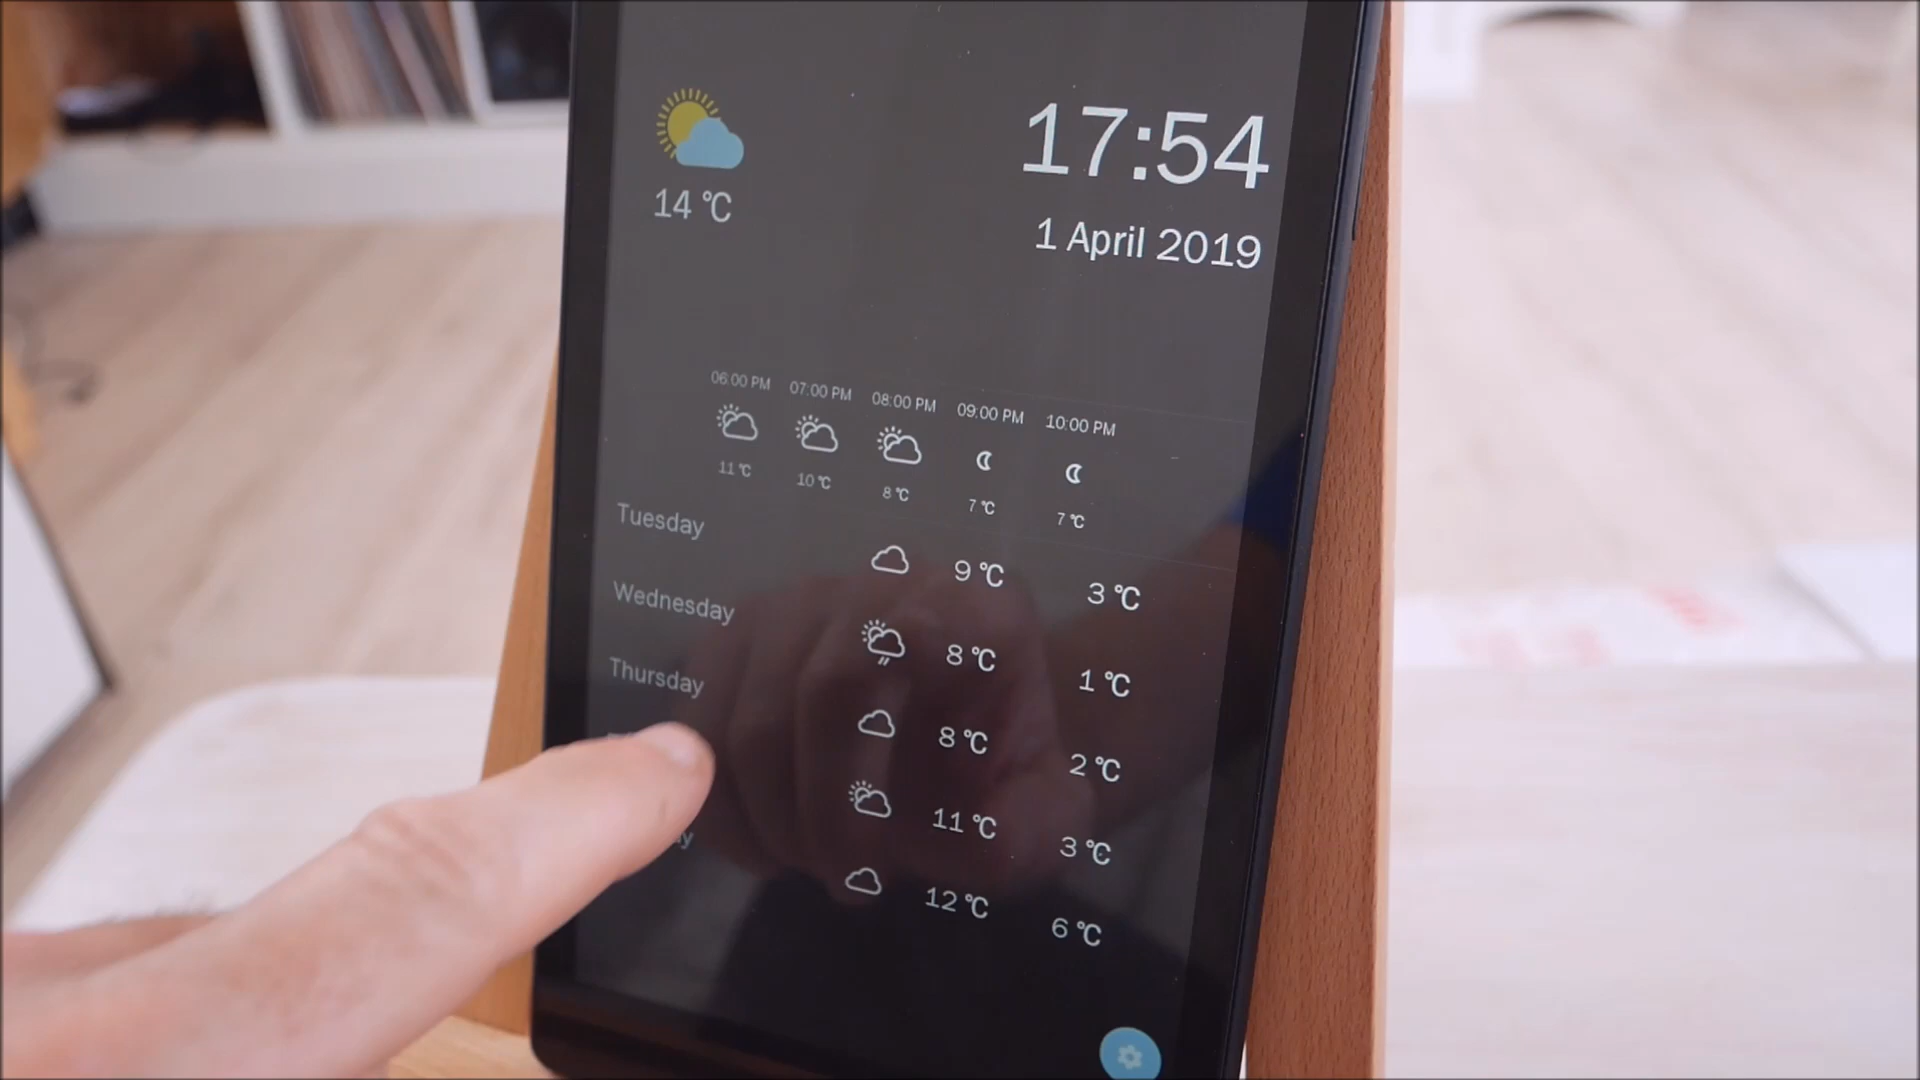 17:54
14 °C
1 April 2019
06:00 PM 07:00 PM 08:00 PM 09:00 PM 10:00 PM
11 °C 10 °C 8 °C 7 °C 7 °C
Tuesday 9 °C 3 °C
Wednesday 8 °C 1 °C
Thursday 8 °C 2 °C
11 °C 3 °C
12 °C 6 °C